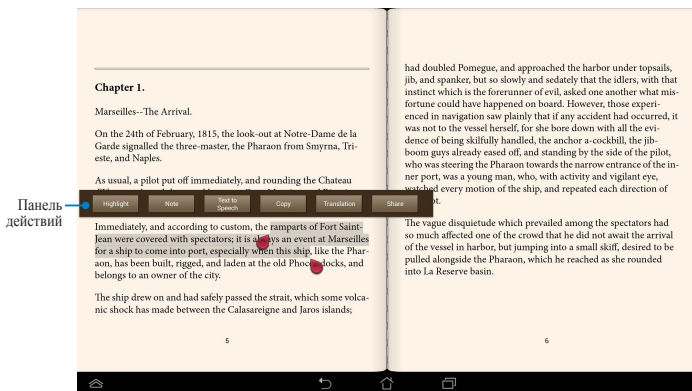 Панель
действий
Chapter 1.
Marseilles--The Arrival.
On the 24th of February, 1815, the look-out at Notre-Dame de la
Garde signalled the three-master, the Pharaon from Smyrna, Tri-
este, and Naples.
As usual, a pilot put off immediately, and rounding the Chateau
Highlight Note Text to Speech Copy Translation Share
Immediately, and according to custom, the ramparts of Fort Saint-
Jean were covered with spectators; it is always an event at Marseilles
for a ship to come into port, especially when this ship, like the Phar-
aon, has been built, rigged, and laden at the old Phocee docks, and
belongs to an owner of the city.
The ship drew on and had safely passed the strait, which some volca-
nic shock has made between the Calasareigne and Jaros islands;
5
had doubled Pomegue, and approached the harbor under topsails,
jib, and spanker, but so slowly and sedately that the idlers, with that
instinct which is the forerunner of evil, asked one another what mis-
fortune could have happened on board. However, those experi-
enced in navigation saw plainly that if any accident had occurred, it
was not to the vessel herself, for she bore down with all the evi-
dence of being skilfully handled, the anchor a-cockbill, the jib-
boom guys already eased off, and standing by the side of the pilot,
who was steering the Pharaon towards the narrow entrance of the in-
ner port, was a young man, who, with activity and vigilant eye,
watched every motion of the ship, and repeated each direction of
ot.
The vague disquietude which prevailed among the spectators had
so much affected one of the crowd that he did not await the arrival
of the vessel in harbor, but jumping into a small skiff, desired to be
pulled alongside the Pharaon, which he reached as she rounded
into La Reserve basin.
6